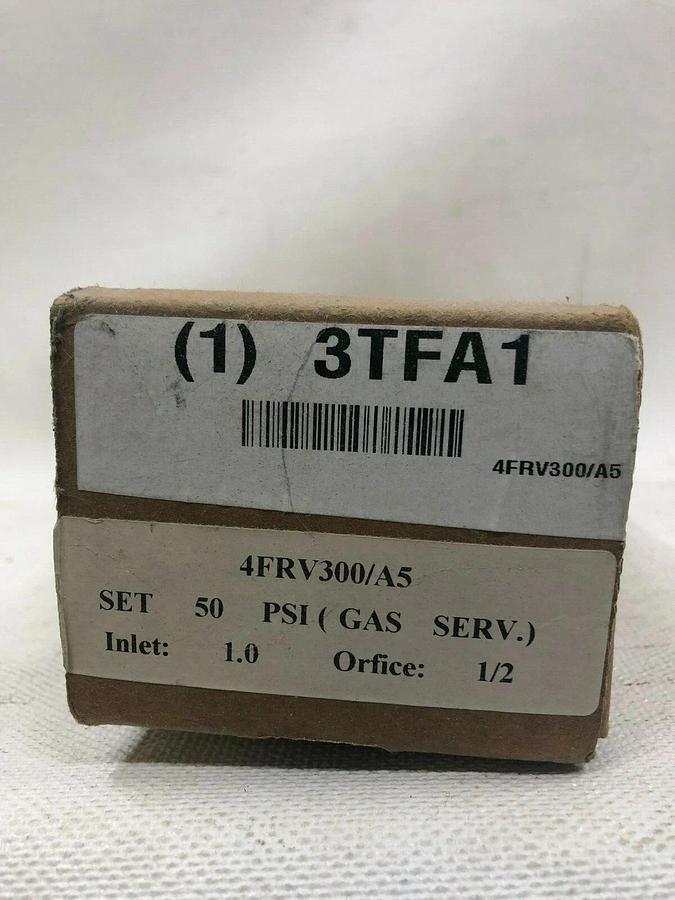 (1) 3TFA1
4FRV300/A5
4FRV300/A5
SET 50 PSI ( GAS SERV.)
Inlet: 1.0 Orfice: 1/2